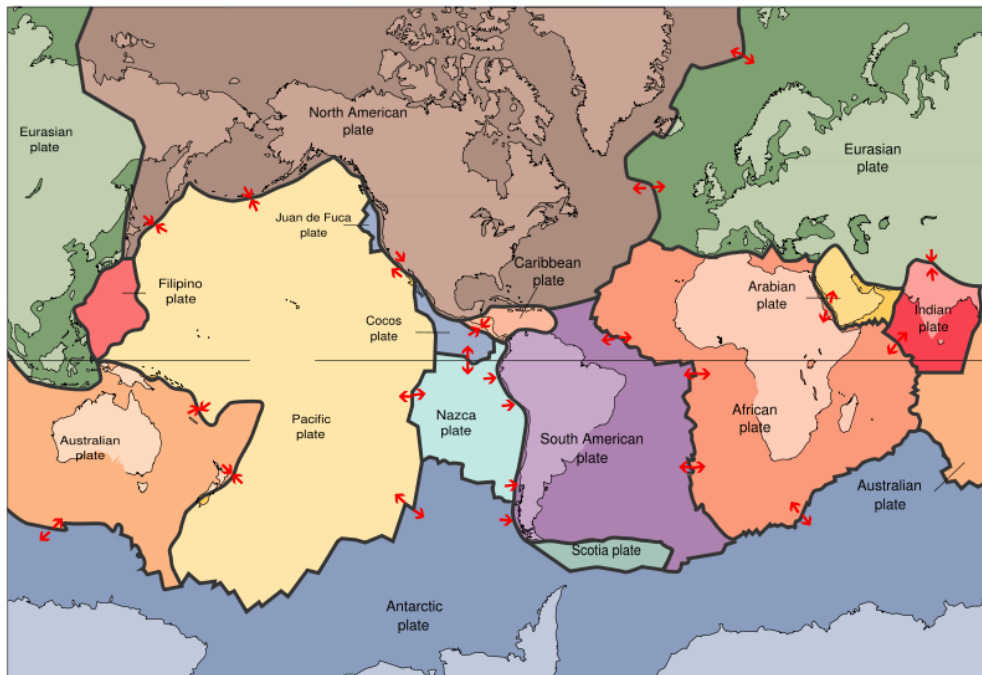 North American
plate
Eurasian
plate
Eurasian
plate
Juan de Fuca
plate
Caribbean
plate
Filipino
plate
Arabian
plate
Cocos
plate
Indian
plate
Pacific
plate
Nazca
plate
African
plate
Australian
plate
South American
plate
Australian
plate
Scotia plate
Antarctic
plate